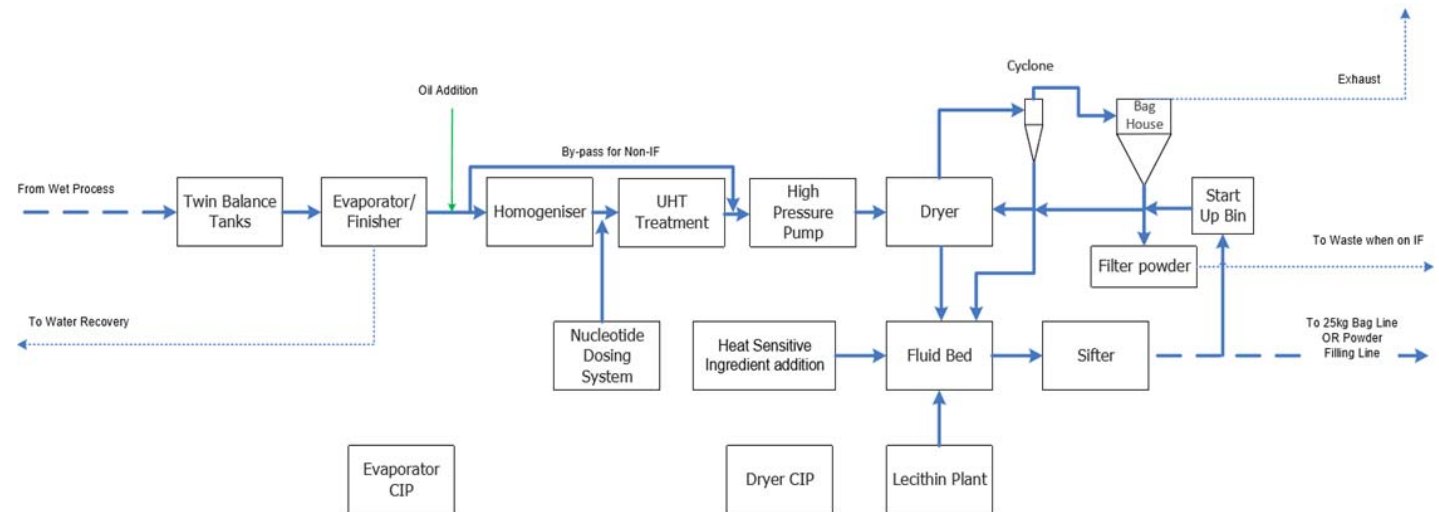 Cyclone
Exhaust
Oil Addition
Bag
House
By-pass for Non-IF
From Wet Process
Twin Balance
Tanks
Evaporator/
Finisher
Homogeniser
UHT
Treatment
High
Pressure
Pump
Dryer
Start
Up Bin
To Waste when on IF
Filter powder
To Water Recovery
Nucleotide
Dosing
System
Heat Sensitive
Ingredient addition
Fluid Bed
Sifter
To 25kg Bag Line
OR Powder
Filling Line
Evaporator
CIP
Dryer CIP
Lecithin Plant